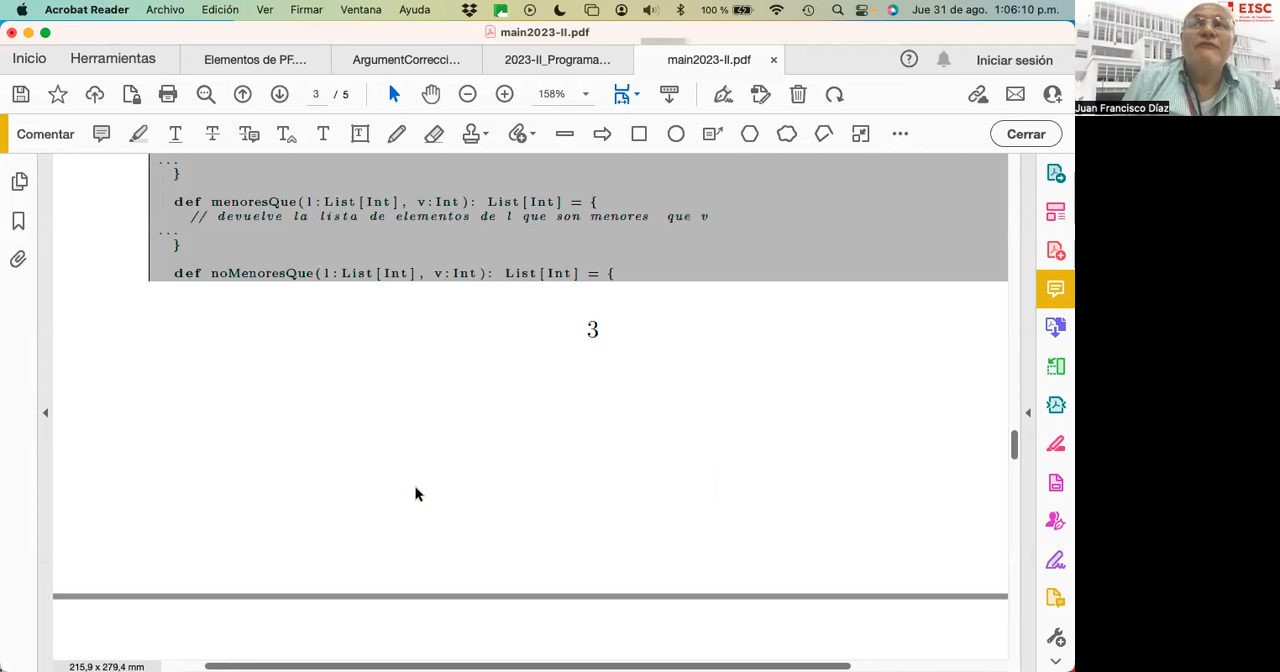 Acrobat Reader Archivo Edición Ver Firmar Ventana Ayuda 100 % Jue 31 de ago. 1:06:10 p.m.
main2023-II.pdf
Inicio Herramientas Elementos de PF.... ArgumentCorrecci... 2023-II_Programa... main2023-II.pdf × Iniciar sesión
3 / 5 158%
Comentar Cerrar
...
}
def menoresQue(l:List[Int], v:Int): List[Int] = {
// devuelve la lista de elementos de l que son menores que v
...
}
def noMenoresQue(l:List[Int], v:Int): List[Int] = {
3
215,9 x 279,4 mm
EISC
Juan Francisco Díaz